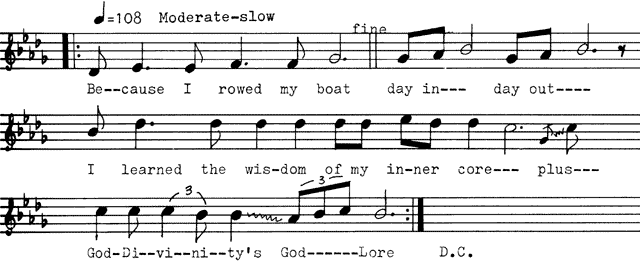 ♩=108 Moderate-slow
fine
Be--cause I rowed my boat day in--- day out----
I learned the wis-dom of my in-ner core--- plus---
3 3
God-Di--vi--ni--ty's God------Lore D.C.